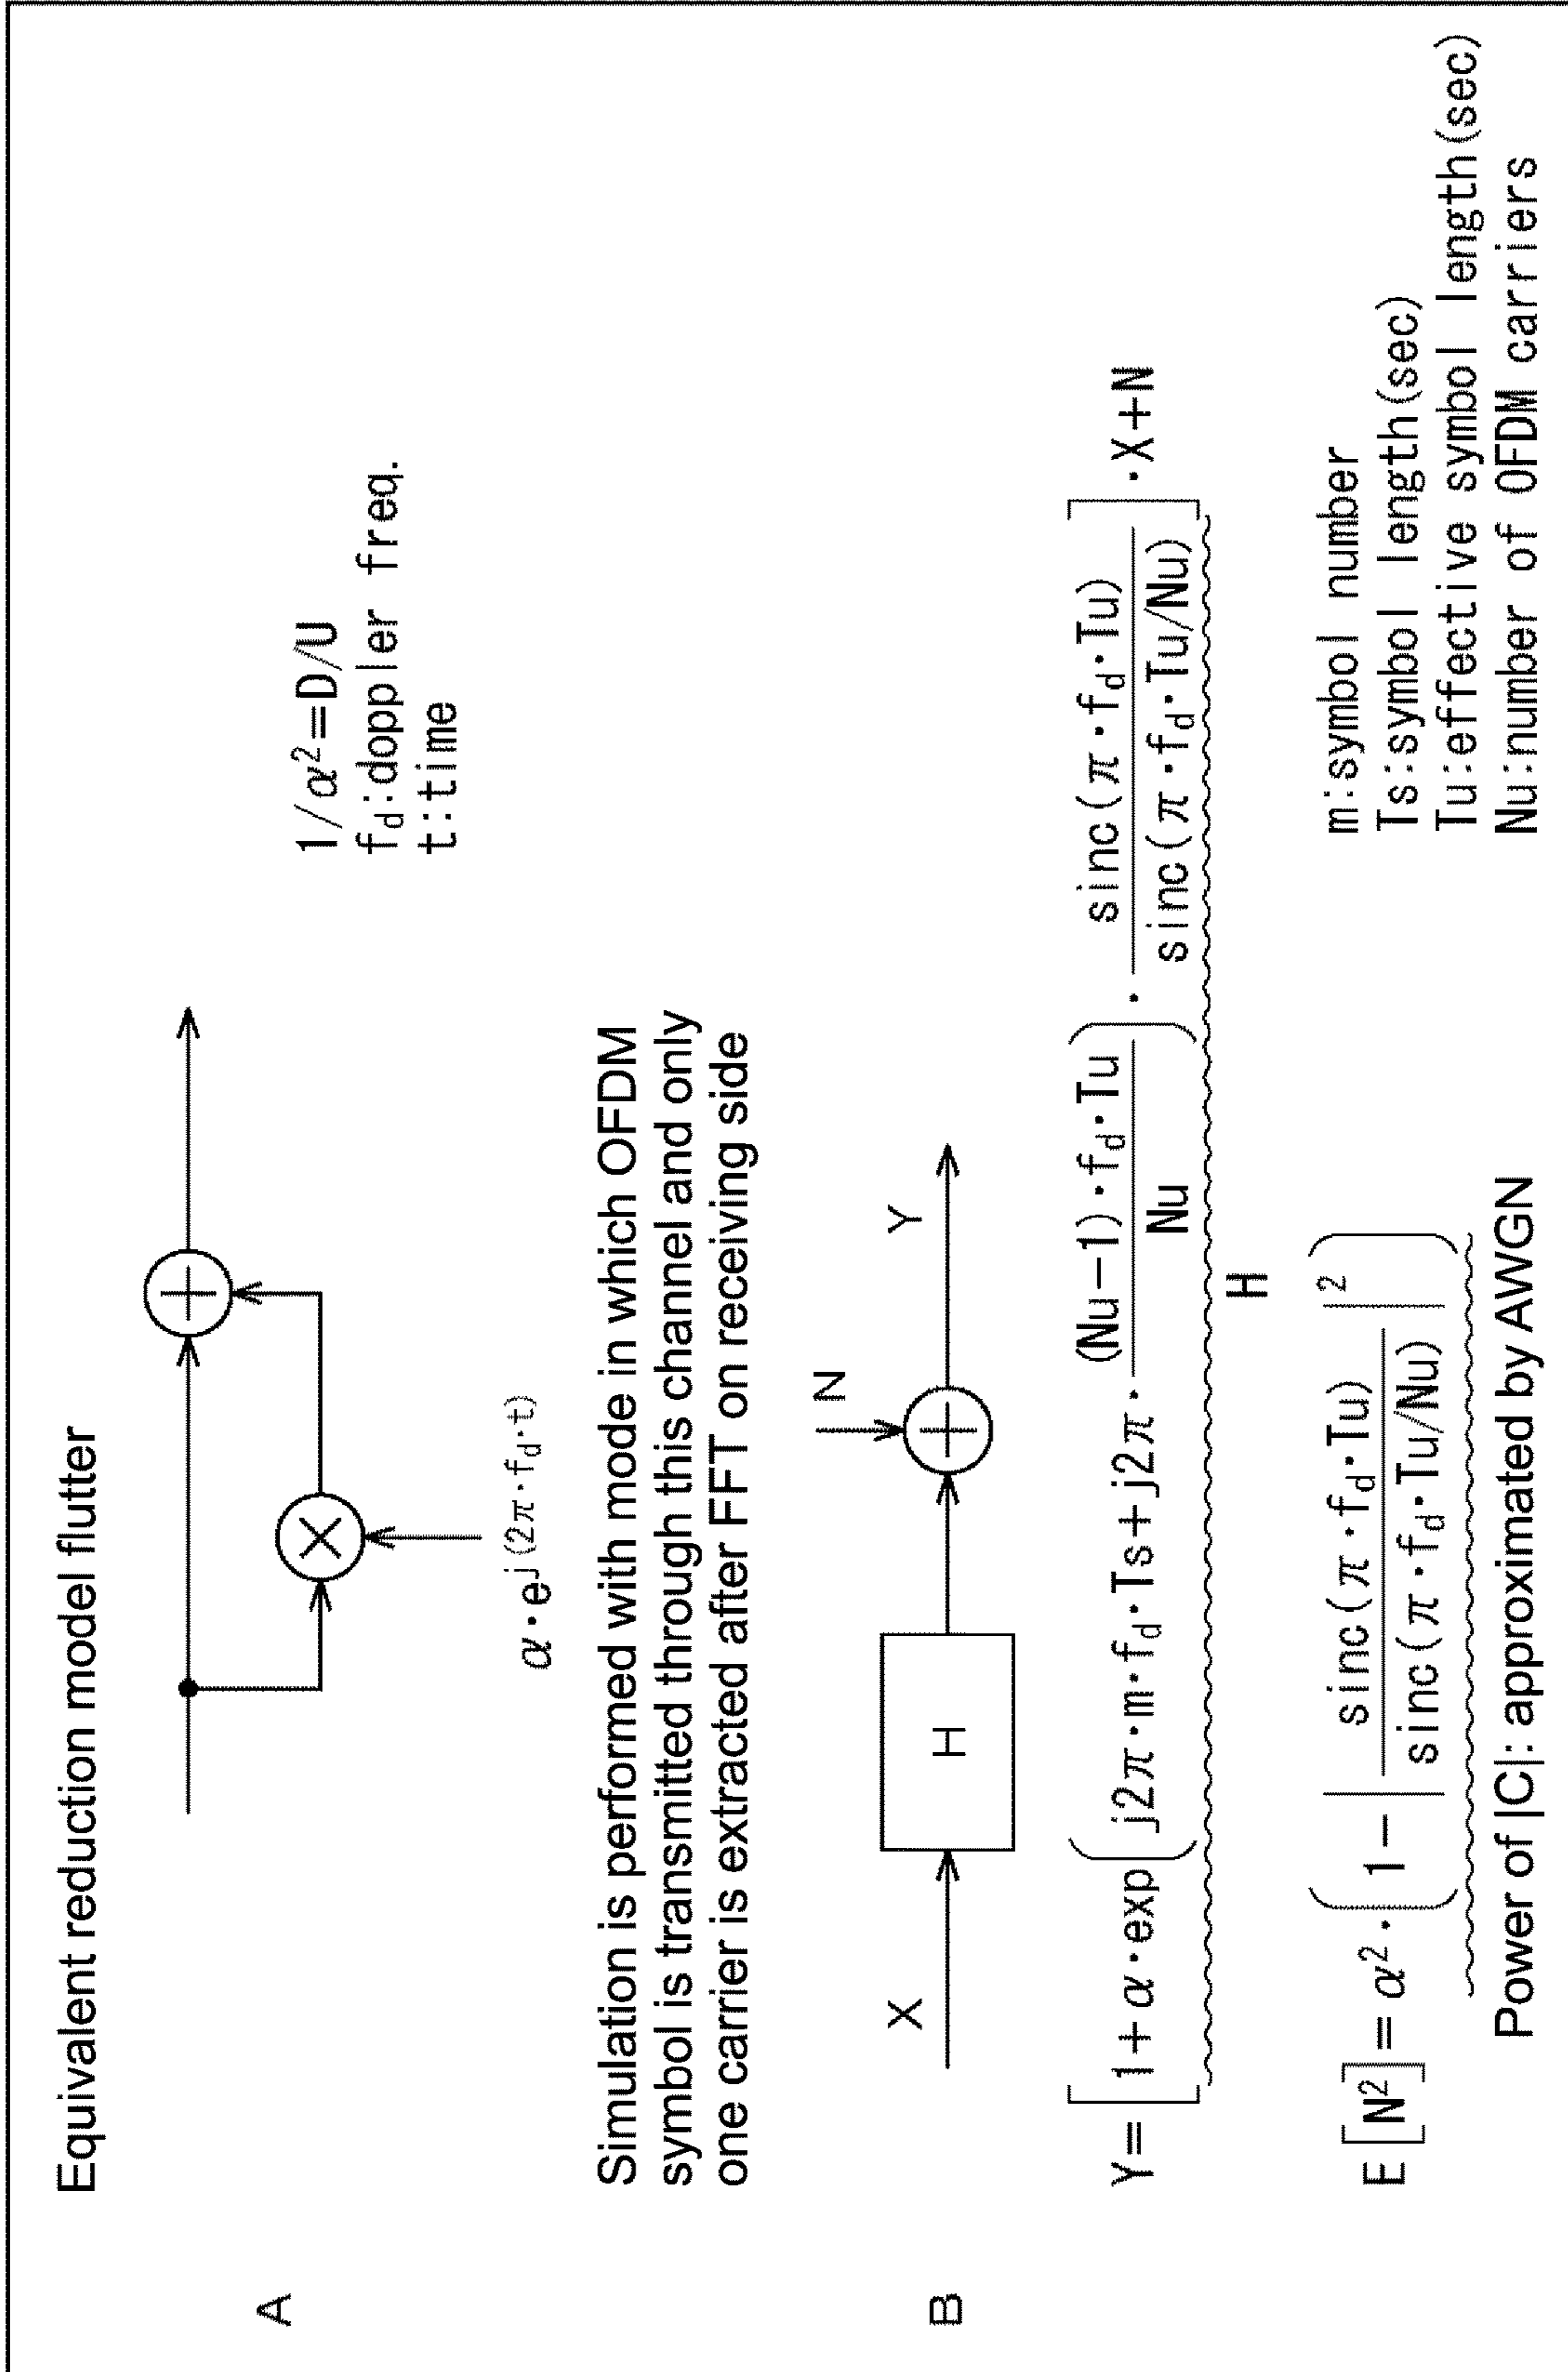 Equivalent reduction model flutter
A
α·e^j(2π·f_d·t)
1/α²=D/U
f_d:doppler freq.
t:time
Simulation is performed with mode in which OFDM
symbol is transmitted through this channel and only
one carrier is extracted after FFT on receiving side
B
X
H
N
Y
Y=[1+α·exp(j2π·m·f_d·Ts+j2π·(Nu−1)·f_d·Tu/Nu)·sinc(π·f_d·Tu)/sinc(π·f_d·Tu/Nu)]·X+N
H
E[N²]=α²·(1−|sinc(π·f_d·Tu)/sinc(π·f_d·Tu/Nu)|²)
Power of |C|: approximated by AWGN
m:symbol number
Ts:symbol length(sec)
Tu:effective symbol length(sec)
Nu:number of OFDM carriers